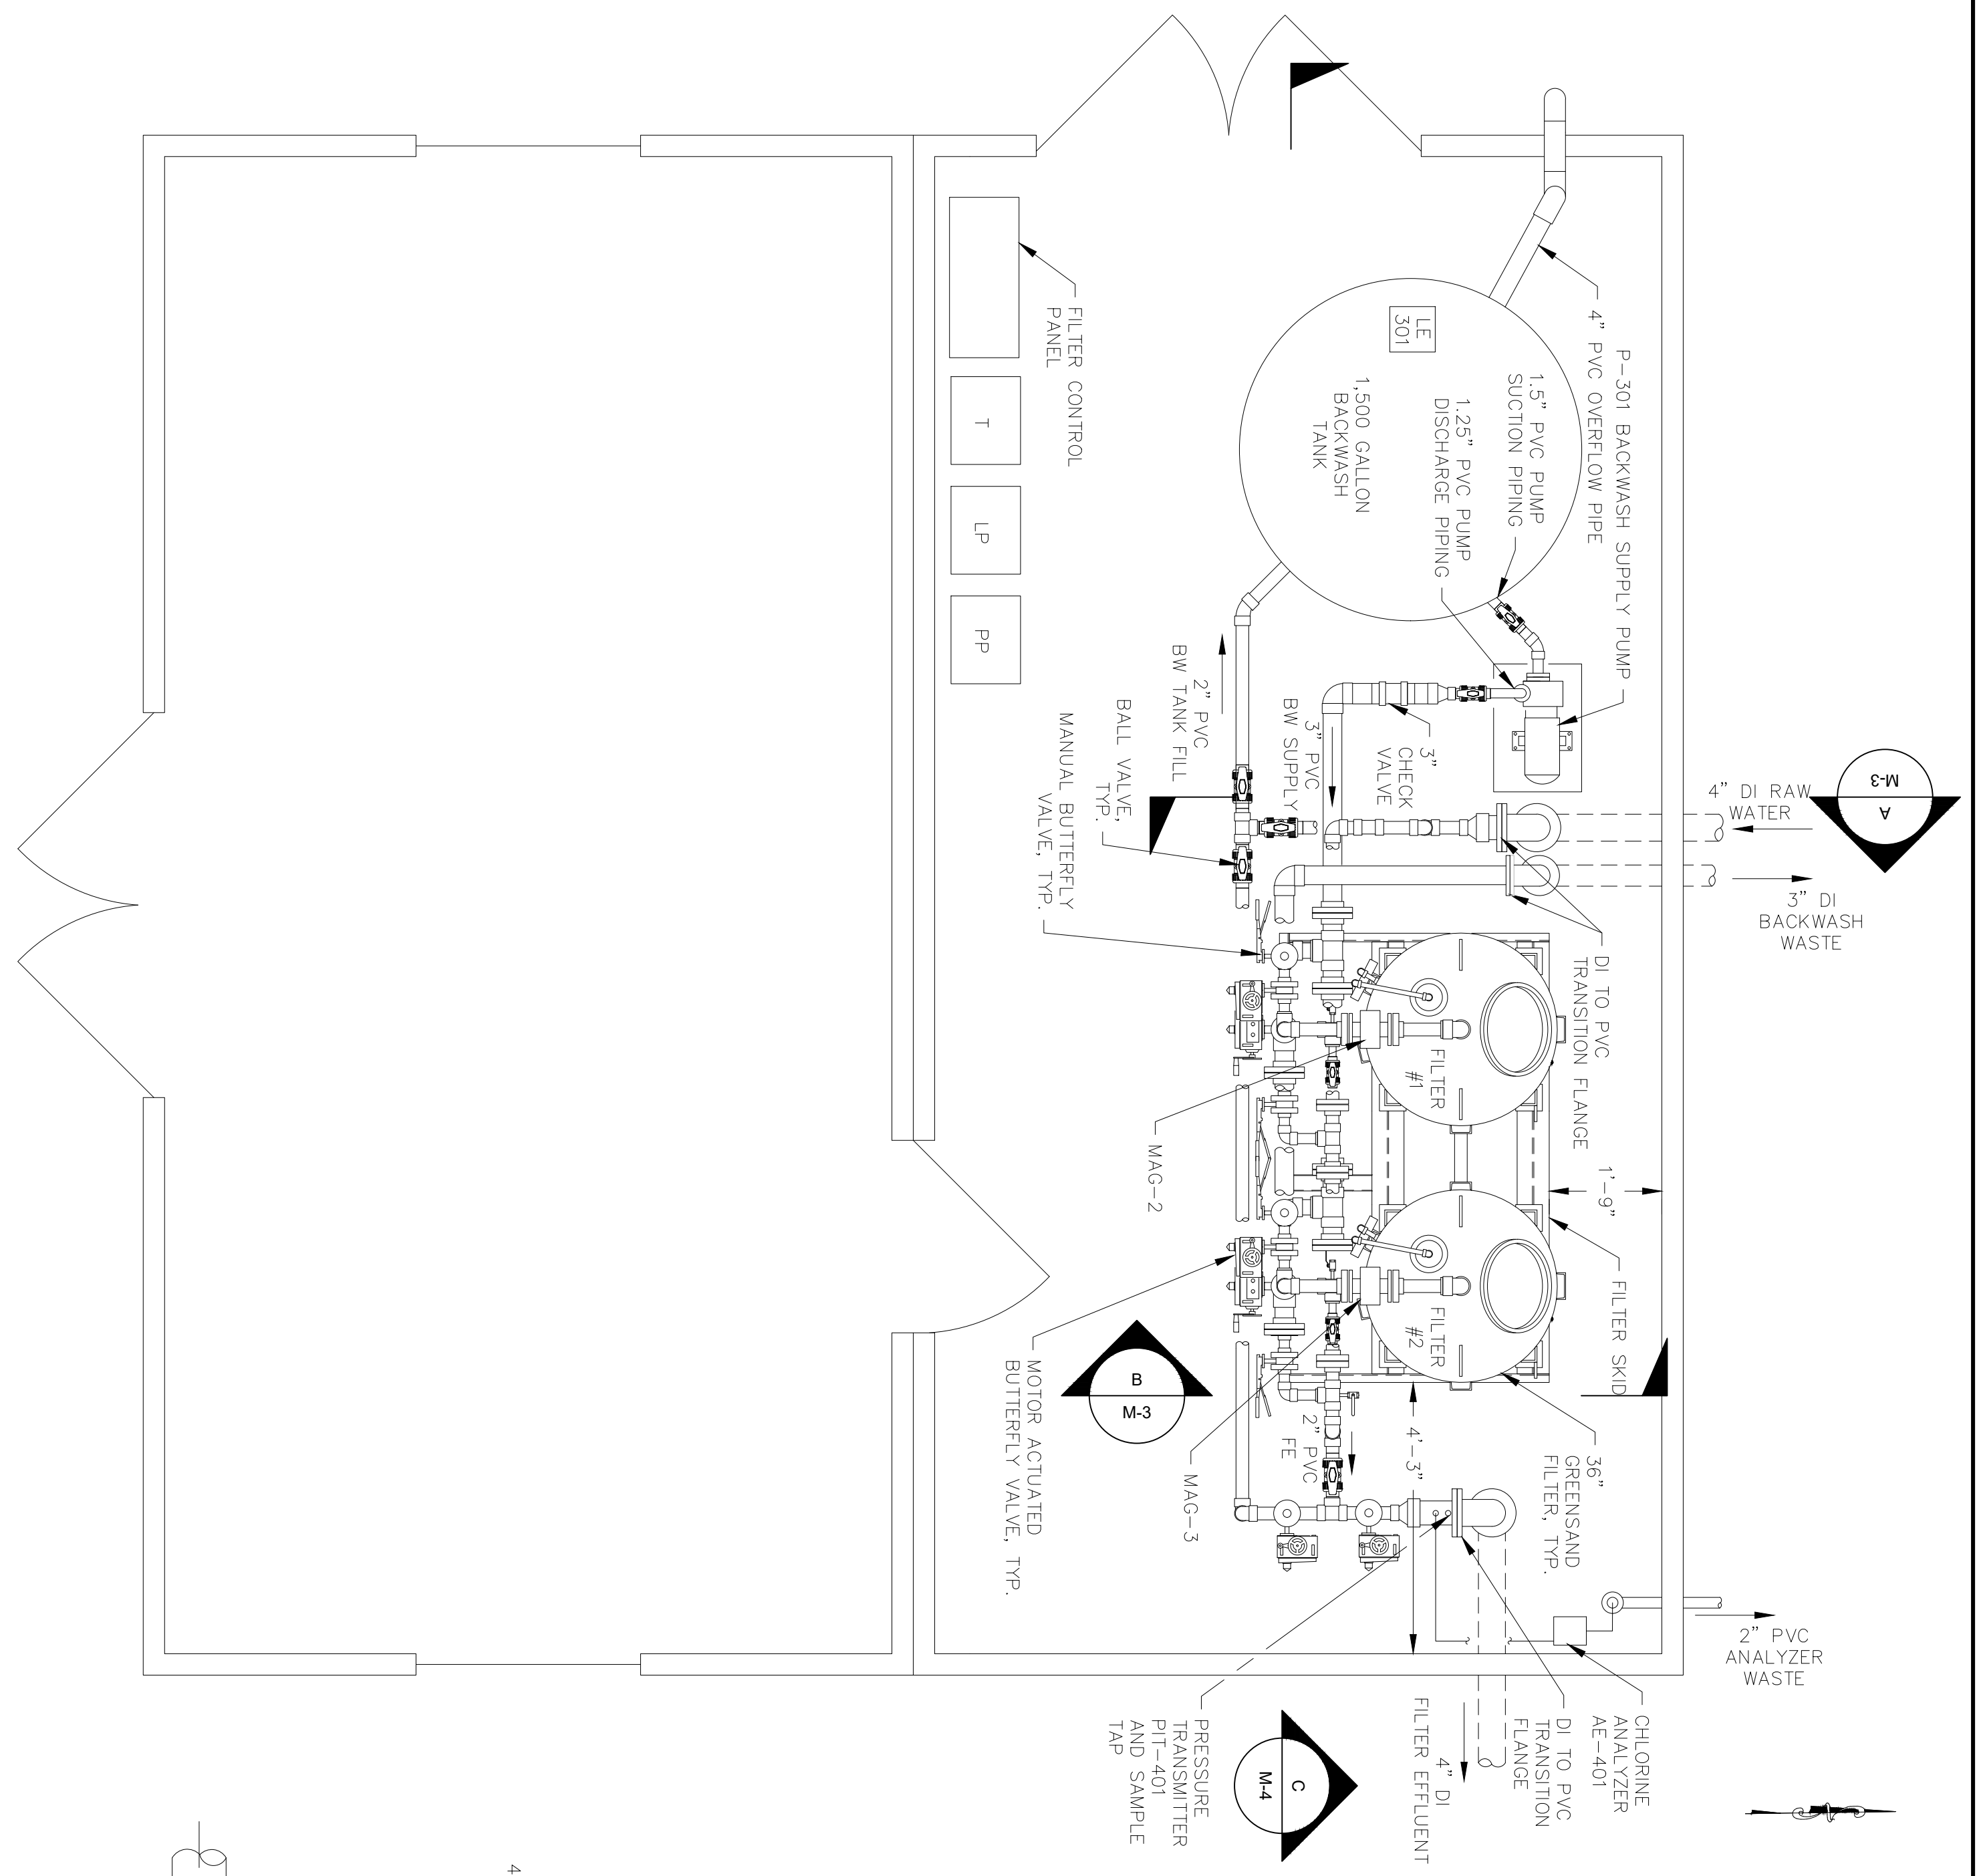 FILTER CONTROL
PANEL
T
LP
PP
LE
301
1,500 GALLON
BACKWASH
TANK
4" PVC OVERFLOW PIPE
P-301 BACKWASH SUPPLY PUMP
1.5" PVC PUMP
SUCTION PIPING
1.25" PVC PUMP
DISCHARGE PIPING
2" PVC
BW TANK FILL
3" PVC
BW SUPPLY
3"
CHECK
VALVE
BALL VALVE,
TYP.
MANUAL BUTTERFLY
VALVE, TYP.
A
M-3
4" DI RAW
WATER
3" DI
BACKWASH
WASTE
DI TO PVC
TRANSITION FLANGE
FILTER
#1
MAG-2
1'-9"
FILTER SKID
FILTER
#2
MAG-3
MOTOR ACTUATED
BUTTERFLY VALVE, TYP.
B
M-3
2" PVC
FE
4'-3"
36"
GREENSAND
FILTER, TYP.
2" PVC
ANALYZER
WASTE
CHLORINE
ANALYZER
AE-401
DI TO PVC
TRANSITION
FLANGE
4" DI
FILTER EFFLUENT
PRESSURE
TRANSMITTER
PIT-401
AND SAMPLE
TAP
C
M-4
4